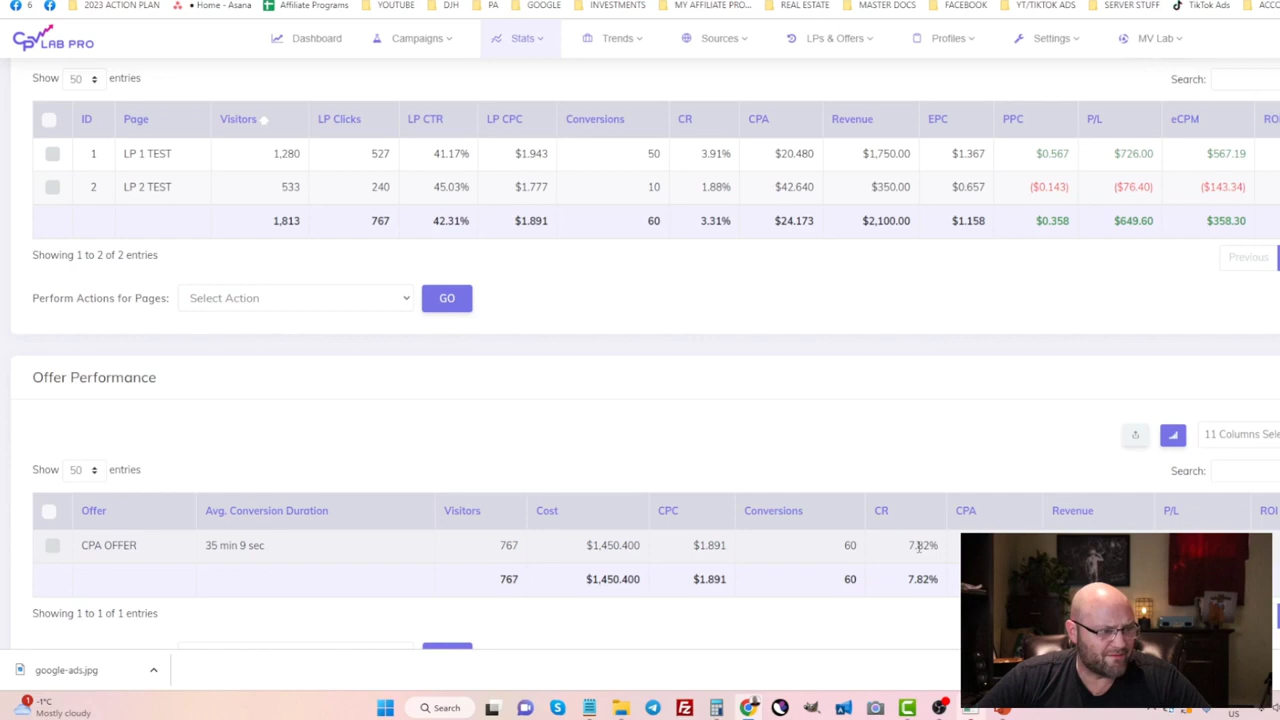 6 2023 ACTION PLAN • Home - Asana Affiliate Programs YOUTUBE DJH PA GOOGLE INVESTMENTS MY AFFILIATE PRO... REAL ESTATE MASTER DOCS FACEBOOK YT/TIKTOK ADS SERVER STUFF TikTok Ads
CPV LAB PRO Dashboard Campaigns Stats Trends Sources LPs & Offers Profiles Settings MV Lab
Show 50 entries Search:
ID Page Visitors LP Clicks LP CTR LP CPC Conversions CR CPA Revenue EPC PPC P/L eCPM
1 LP 1 TEST 1,280 527 41.17% $1.943 50 3.91% $20.480 $1,750.00 $1.367 $0.567 $726.00 $567.19
2 LP 2 TEST 533 240 45.03% $1.777 10 1.88% $42.640 $350.00 $0.657 ($0.143) ($76.40) ($143.34)
1,813 767 42.31% $1.891 60 3.31% $24.173 $2,100.00 $1.158 $0.358 $649.60 $358.30
Showing 1 to 2 of 2 entries Previous
Perform Actions for Pages: Select Action GO
Offer Performance
11 Columns Sele
Show 50 entries Search:
Offer Avg. Conversion Duration Visitors Cost CPC Conversions CR CPA Revenue P/L ROI
CPA OFFER 35 min 9 sec 767 $1,450.400 $1.891 60 7.82%
767 $1,450.400 $1.891 60 7.82%
Showing 1 to 1 of 1 entries
google-ads.jpg
1 -1°C
Mostly cloudy
Search
US